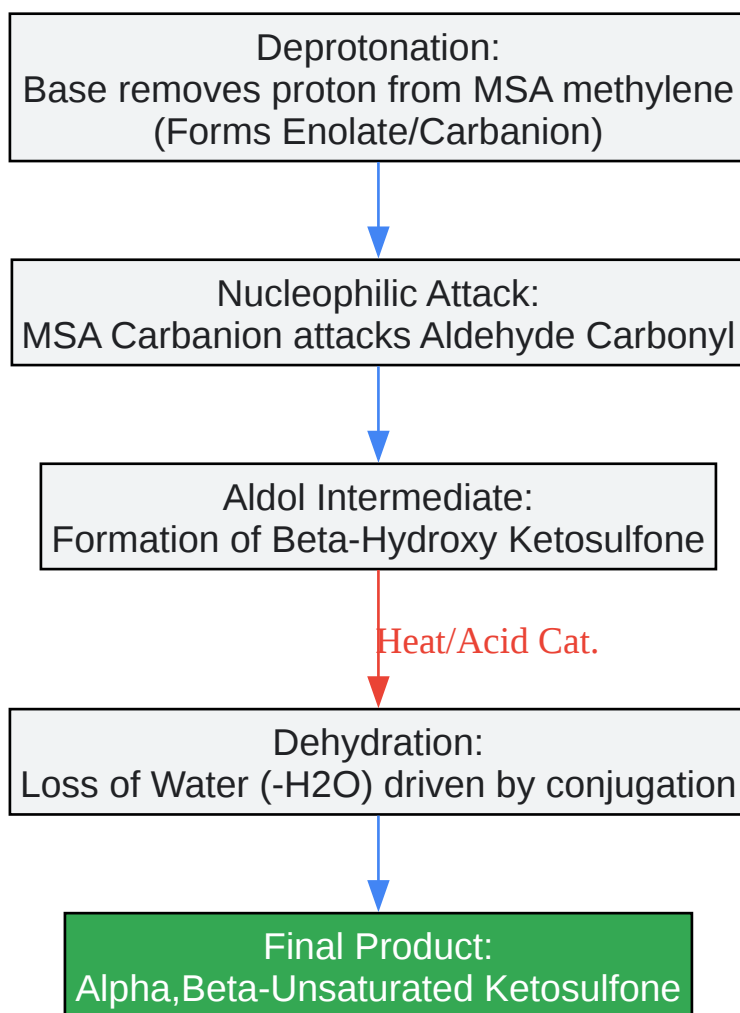 Deprotonation:
Base removes proton from MSA methylene
(Forms Enolate/Carbanion)
Nucleophilic Attack:
MSA Carbanion attacks Aldehyde Carbonyl
Aldol Intermediate:
Formation of Beta-Hydroxy Ketosulfone
Heat/Acid Cat.
Dehydration:
Loss of Water (-H2O) driven by conjugation
Final Product:
Alpha,Beta-Unsaturated Ketosulfone